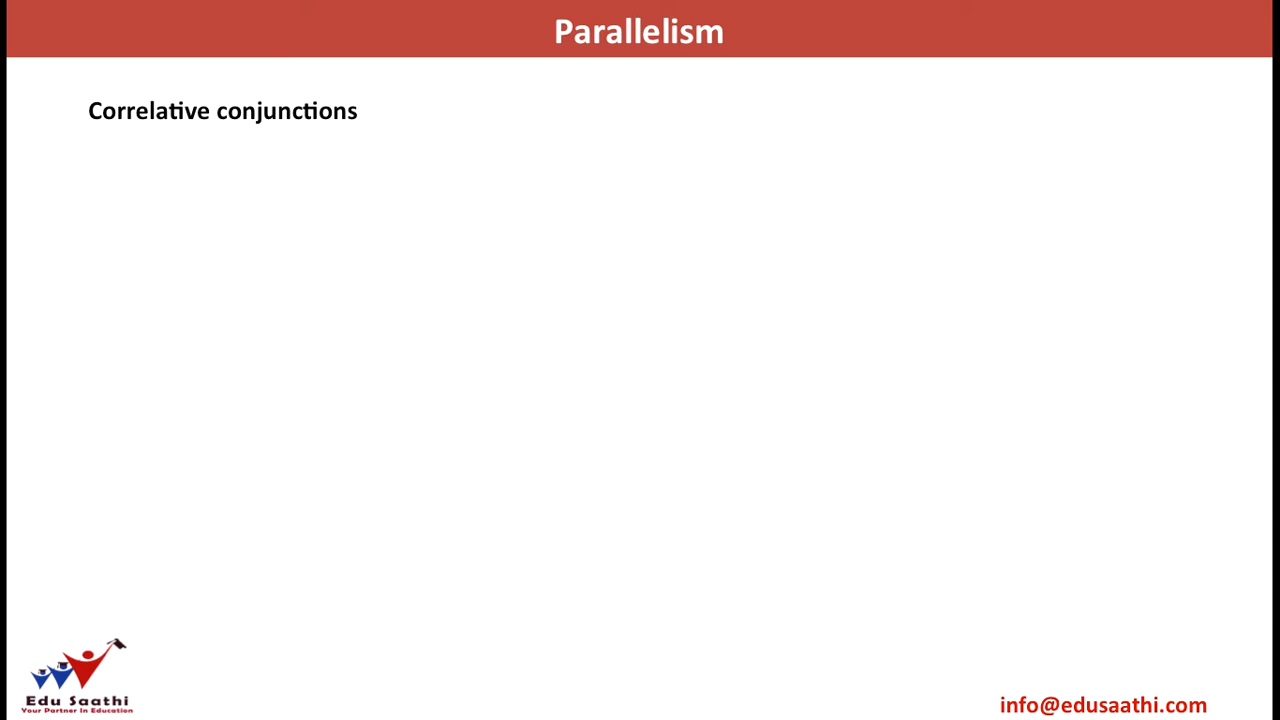 Parallelism
Correlative conjunctions
Edu Saathi
Your Partner In Education
info@edusaathi.com